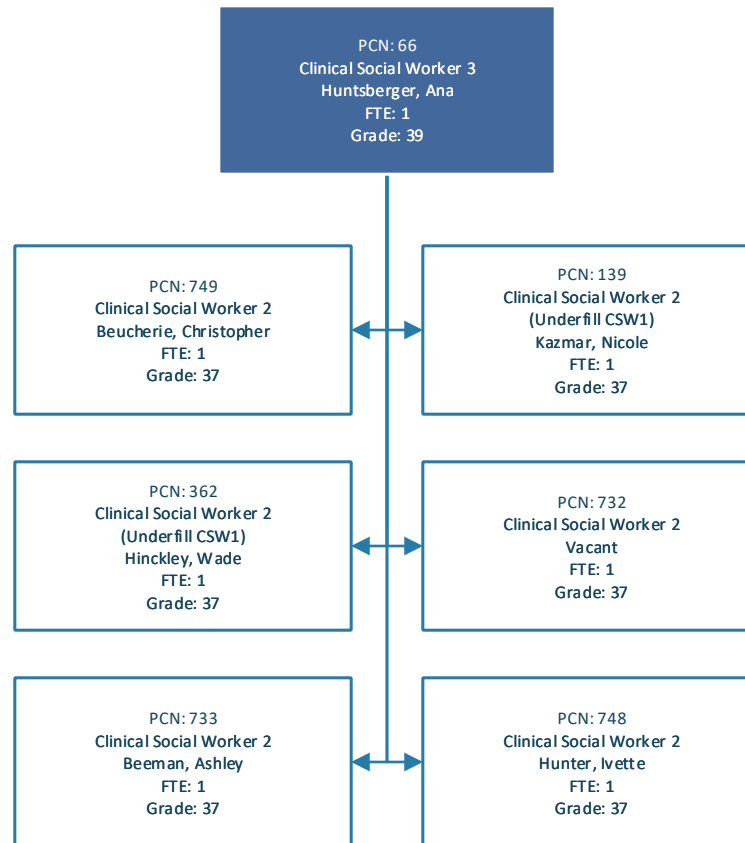 PCN: 66
Clinical Social Worker 3
Huntsberger, Ana
FTE: 1
Grade: 39
PCN: 749
Clinical Social Worker 2
Beucherie, Christopher
FTE: 1
Grade: 37
PCN: 139
Clinical Social Worker 2
(Underfill CSW1)
Kazmar, Nicole
FTE: 1
Grade: 37
PCN: 362
Clinical Social Worker 2
(Underfill CSW1)
Hinckley, Wade
FTE: 1
Grade: 37
PCN: 732
Clinical Social Worker 2
Vacant
FTE: 1
Grade: 37
PCN: 733
Clinical Social Worker 2
Beeman, Ashley
FTE: 1
Grade: 37
PCN: 748
Clinical Social Worker 2
Hunter, Ivette
FTE: 1
Grade: 37